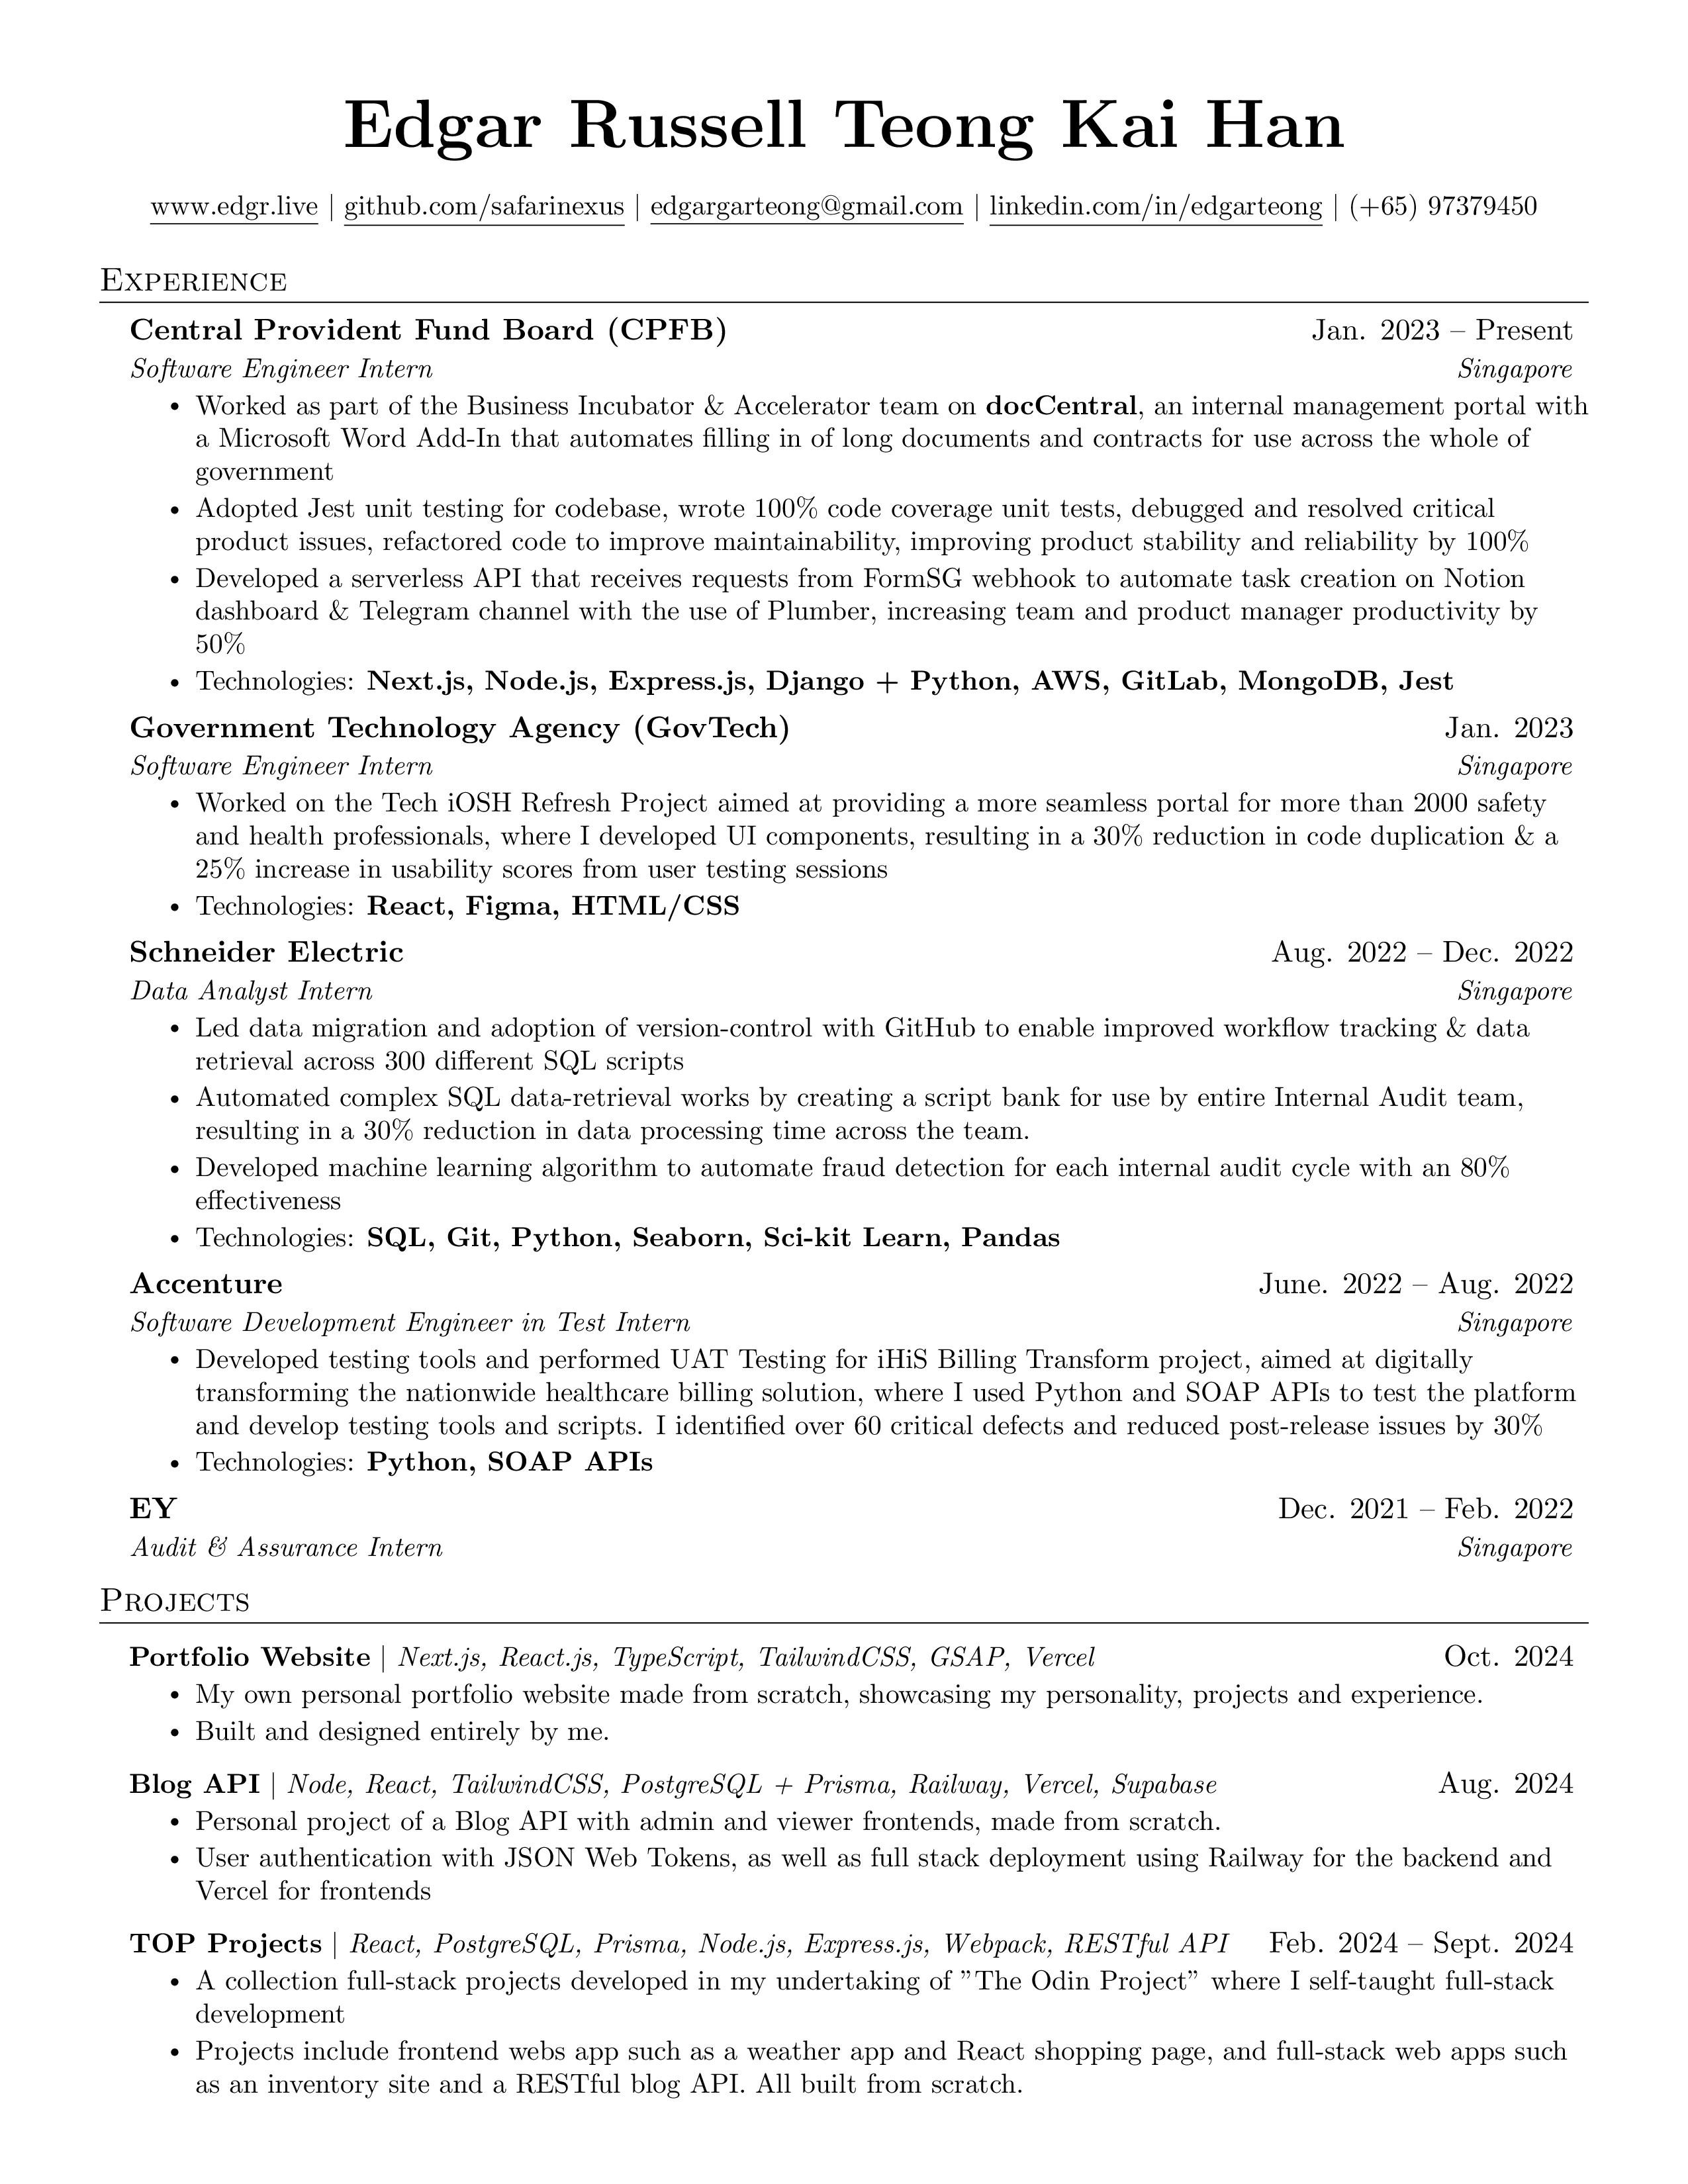 Edgar Russell Teong Kai Han
www.edgr.live | github.com/safarinexus | edgargarteong@gmail.com | linkedin.com/in/edgarteong | (+65) 97379450
Experience
Central Provident Fund Board (CPFB) Jan. 2023 – Present
Software Engineer Intern Singapore
• Worked as part of the Business Incubator & Accelerator team on docCentral, an internal management portal with
a Microsoft Word Add-In that automates filling in of long documents and contracts for use across the whole of
government
• Adopted Jest unit testing for codebase, wrote 100% code coverage unit tests, debugged and resolved critical
product issues, refactored code to improve maintainability, improving product stability and reliability by 100%
• Developed a serverless API that receives requests from FormSG webhook to automate task creation on Notion
dashboard & Telegram channel with the use of Plumber, increasing team and product manager productivity by
50%
• Technologies: Next.js, Node.js, Express.js, Django + Python, AWS, GitLab, MongoDB, Jest
Government Technology Agency (GovTech) Jan. 2023
Software Engineer Intern Singapore
• Worked on the Tech iOSH Refresh Project aimed at providing a more seamless portal for more than 2000 safety
and health professionals, where I developed UI components, resulting in a 30% reduction in code duplication & a
25% increase in usability scores from user testing sessions
• Technologies: React, Figma, HTML/CSS
Schneider Electric Aug. 2022 – Dec. 2022
Data Analyst Intern Singapore
• Led data migration and adoption of version-control with GitHub to enable improved workflow tracking & data
retrieval across 300 different SQL scripts
• Automated complex SQL data-retrieval works by creating a script bank for use by entire Internal Audit team,
resulting in a 30% reduction in data processing time across the team.
• Developed machine learning algorithm to automate fraud detection for each internal audit cycle with an 80%
effectiveness
• Technologies: SQL, Git, Python, Seaborn, Sci-kit Learn, Pandas
Accenture June. 2022 – Aug. 2022
Software Development Engineer in Test Intern Singapore
• Developed testing tools and performed UAT Testing for iHiS Billing Transform project, aimed at digitally
transforming the nationwide healthcare billing solution, where I used Python and SOAP APIs to test the platform
and develop testing tools and scripts. I identified over 60 critical defects and reduced post-release issues by 30%
• Technologies: Python, SOAP APIs
EY Dec. 2021 – Feb. 2022
Audit & Assurance Intern Singapore
Projects
Portfolio Website | Next.js, React.js, TypeScript, TailwindCSS, GSAP, Vercel Oct. 2024
• My own personal portfolio website made from scratch, showcasing my personality, projects and experience.
• Built and designed entirely by me.
Blog API | Node, React, TailwindCSS, PostgreSQL + Prisma, Railway, Vercel, Supabase Aug. 2024
• Personal project of a Blog API with admin and viewer frontends, made from scratch.
• User authentication with JSON Web Tokens, as well as full stack deployment using Railway for the backend and
Vercel for frontends
TOP Projects | React, PostgreSQL, Prisma, Node.js, Express.js, Webpack, RESTful API Feb. 2024 – Sept. 2024
• A collection full-stack projects developed in my undertaking of ”The Odin Project” where I self-taught full-stack
development
• Projects include frontend webs app such as a weather app and React shopping page, and full-stack web apps such
as an inventory site and a RESTful blog API. All built from scratch.